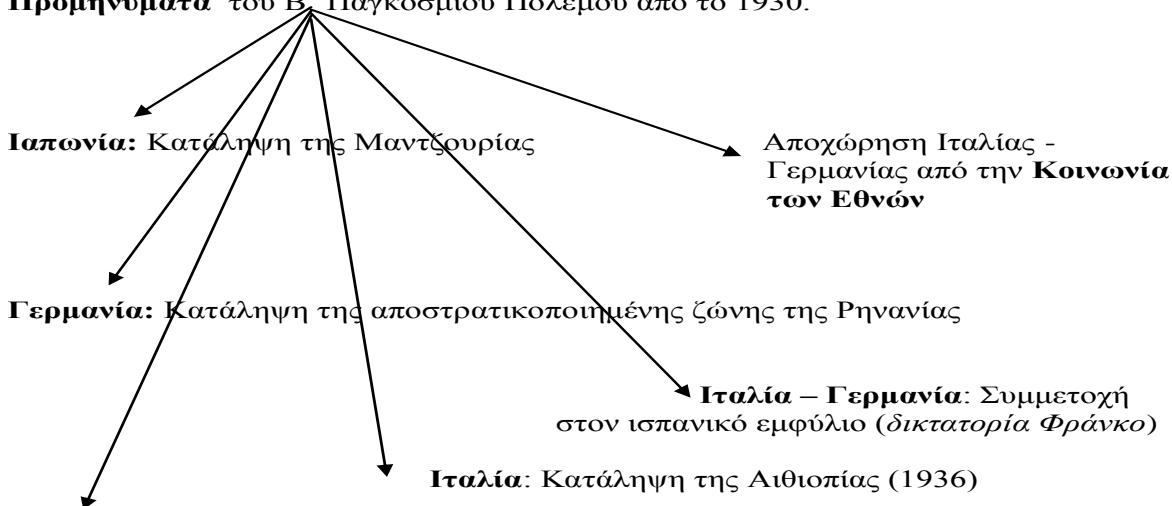 Προμηνύματα του Β΄ Παγκοσμίου Πολέμου από το 1930.
Ιαπωνία: Κατάληψη της Μαντζουρίας
Αποχώρηση Ιταλίας -
Γερμανίας από την Κοινωνία
των Εθνών
Γερμανία: Κατάληψη της αποστρατικοποιημένης ζώνης της Ρηνανίας
Ιταλία – Γερμανία: Συμμετοχή
στον ισπανικό εμφύλιο (δικτατορία Φράνκο)
Ιταλία: Κατάληψη της Αιθιοπίας (1936)